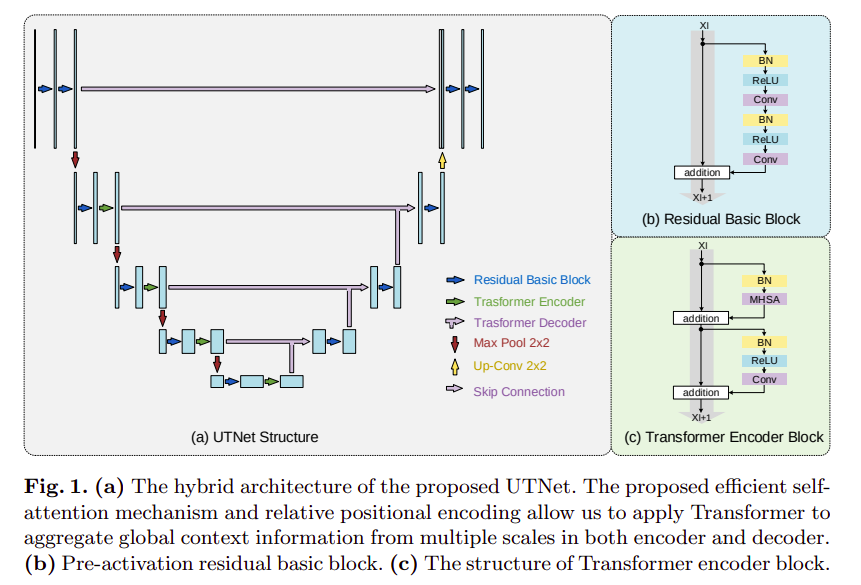 Residual Basic Block
Trasformer Encoder
Trasformer Decoder
Max Pool 2x2
Up-Conv 2x2
Skip Connection
(a) UTNet Structure
Xl
BN
ReLU
Conv
BN
ReLU
Conv
addition
Xl+1
(b) Residual Basic Block
Xl
BN
MHSA
addition
BN
ReLU
Conv
addition
Xl+1
(c) Transformer Encoder Block
Fig. 1. (a) The hybrid architecture of the proposed UTNet. The proposed efficient self-
attention mechanism and relative positional encoding allow us to apply Transformer to
aggregate global context information from multiple scales in both encoder and decoder.
(b) Pre-activation residual basic block. (c) The structure of Transformer encoder block.